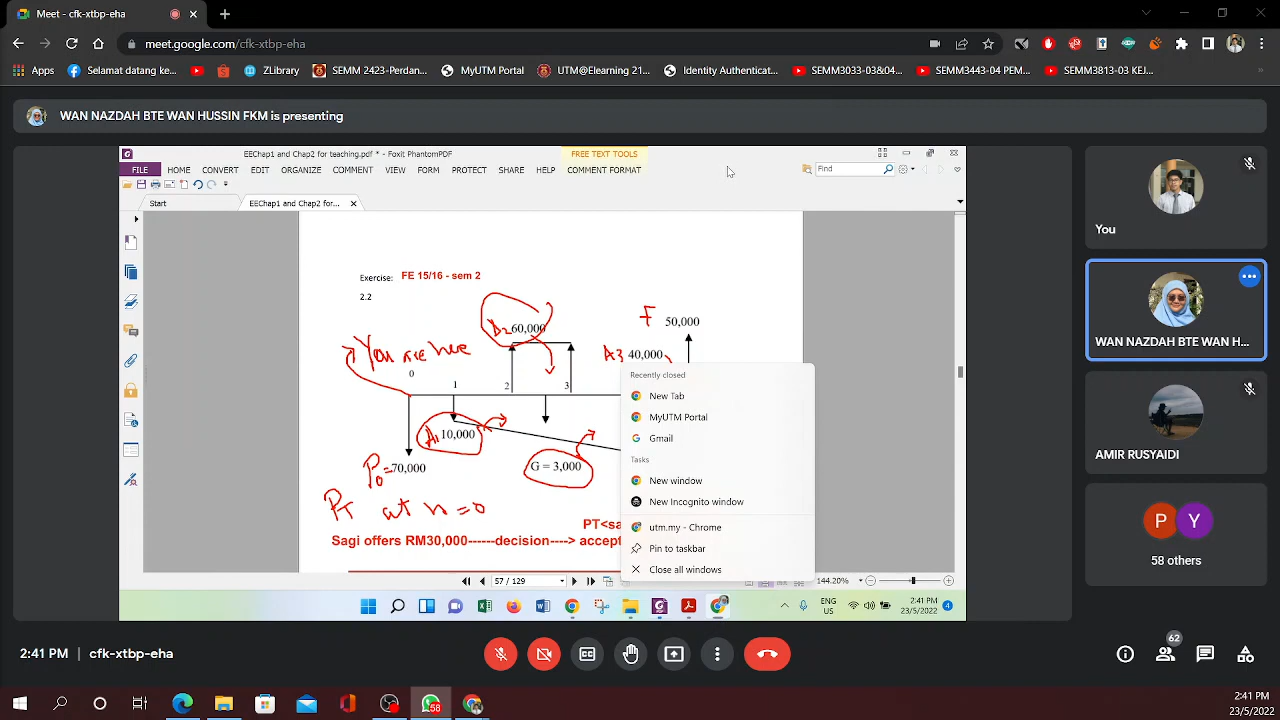 Meet - cfk-xtbp-eha
meet.google.com/cfk-xtbp-eha
Apps
Selamat datang ke...
ZLibrary
SEMM 2423-Perdan...
MyUTM Portal
UTM@Elearning 21...
Identity Authenticat...
SEMM3033-03&04...
SEMM3443-04 PEM...
SEMM3813-03 KEJ...
WAN NAZDAH BTE WAN HUSSIN FKM is presenting
EEChap1 and Chap2 for teaching.pdf * - Foxit PhantomPDF
FREE TEXT TOOLS
FILE HOME CONVERT EDIT ORGANIZE COMMENT VIEW FORM PROTECT SHARE HELP COMMENT FORMAT
Find
Start
EEChap1 and Chap2 for...
Exercise: FE 15/16 - sem 2
2.2
F 50,000
60,000
You are here
A3 40,000
0
1
2
3
A1 10,000
G = 3,000
P0=70,000
PT at n=0
PT<sa
Sagi offers RM30,000------decision----> accept
Recently closed
New Tab
MyUTM Portal
Gmail
Tasks
New window
New Incognito window
utm.my - Chrome
Pin to taskbar
Close all windows
57 / 129
144.20%
ENG
US
2:41 PM
23/5/2022
4
You
WAN NAZDAH BTE WAN H...
AMIR RUSYAIDI
P
Y
58 others
2:41 PM | cfk-xtbp-eha
62
58
2:41 PM
23/5/2022